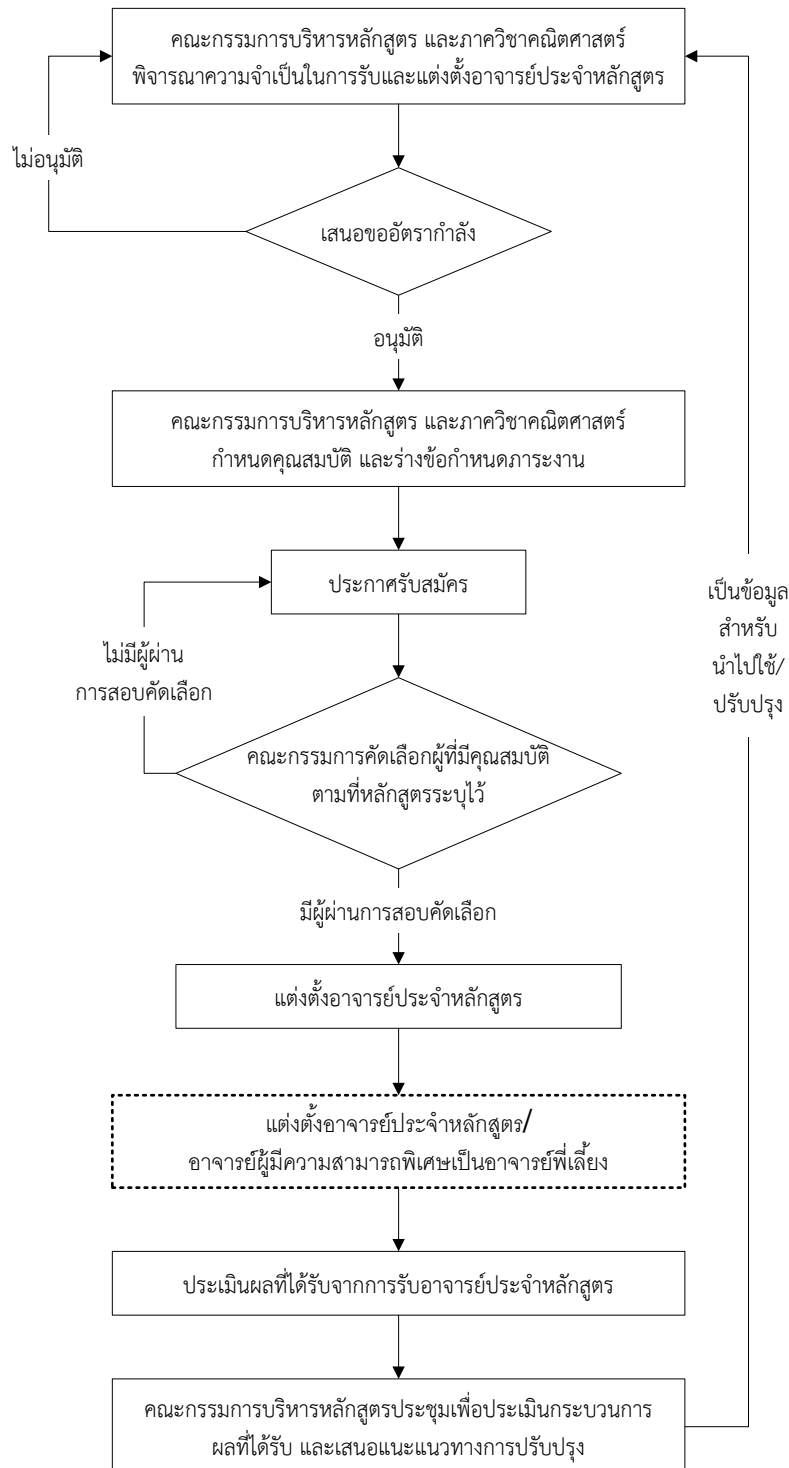 คณะกรรมการบริหารหลักสูตร และภาควิชาคณิตศาสตร์
พิจารณาความจำเป็นในการรับและแต่งตั้งอาจารย์ประจำหลักสูตร
ไม่อนุมัติ
เสนอขออัตรากำลัง
อนุมัติ
คณะกรรมการบริหารหลักสูตร และภาควิชาคณิตศาสตร์
กำหนดคุณสมบัติ และร่างข้อกำหนดภาระงาน
ประกาศรับสมัคร
ไม่มีผู้ผ่าน
การสอบคัดเลือก
เป็นข้อมูล
สำหรับ
นำไปใช้/
ปรับปรุง
คณะกรรมการคัดเลือกผู้ที่มีคุณสมบัติ
ตามที่หลักสูตรระบุไว้
มีผู้ผ่านการสอบคัดเลือก
แต่งตั้งอาจารย์ประจำหลักสูตร
แต่งตั้งอาจารย์ประจำหลักสูตร/
อาจารย์ผู้มีความสามารถพิเศษเป็นอาจารย์พี่เลี้ยง
ประเมินผลที่ได้รับจากการรับอาจารย์ประจำหลักสูตร
คณะกรรมการบริหารหลักสูตรประชุมเพื่อประเมินกระบวนการ
ผลที่ได้รับ และเสนอแนะแนวทางการปรับปรุง